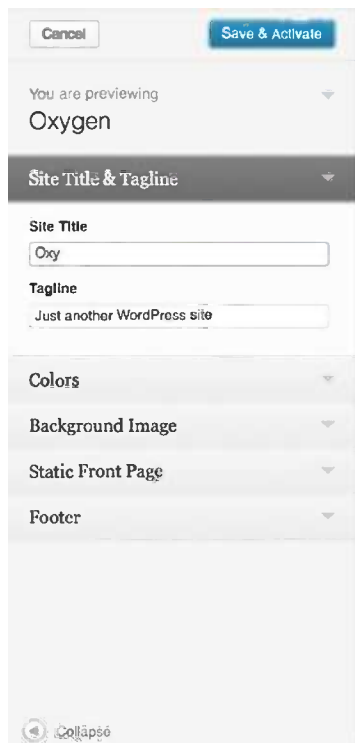 Cancel
Save & Activate
You are previewing
Oxygen
Site Title & Tagline
Site Title
Oxy
Tagline
Just another WordPress site
Colors
Background Image
Static Front Page
Footer
Collapse